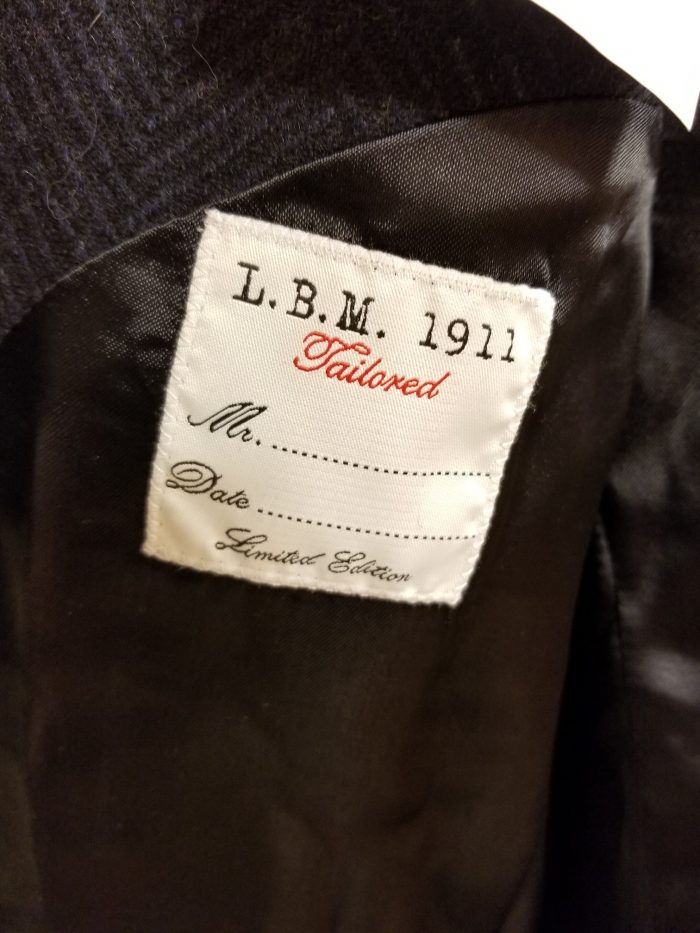 L.B.M. 1911
Tailored
Mr. ........................................
Date ........................................
Limited Edition